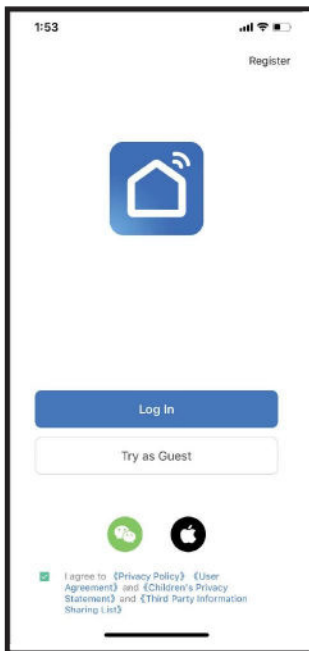 1:53
Register
Log In
Try as Guest
I agree to 《Privacy Policy》 《User
Agreement》 and 《Children's Privacy
Statement》 and 《Third Party Information
Sharing List》